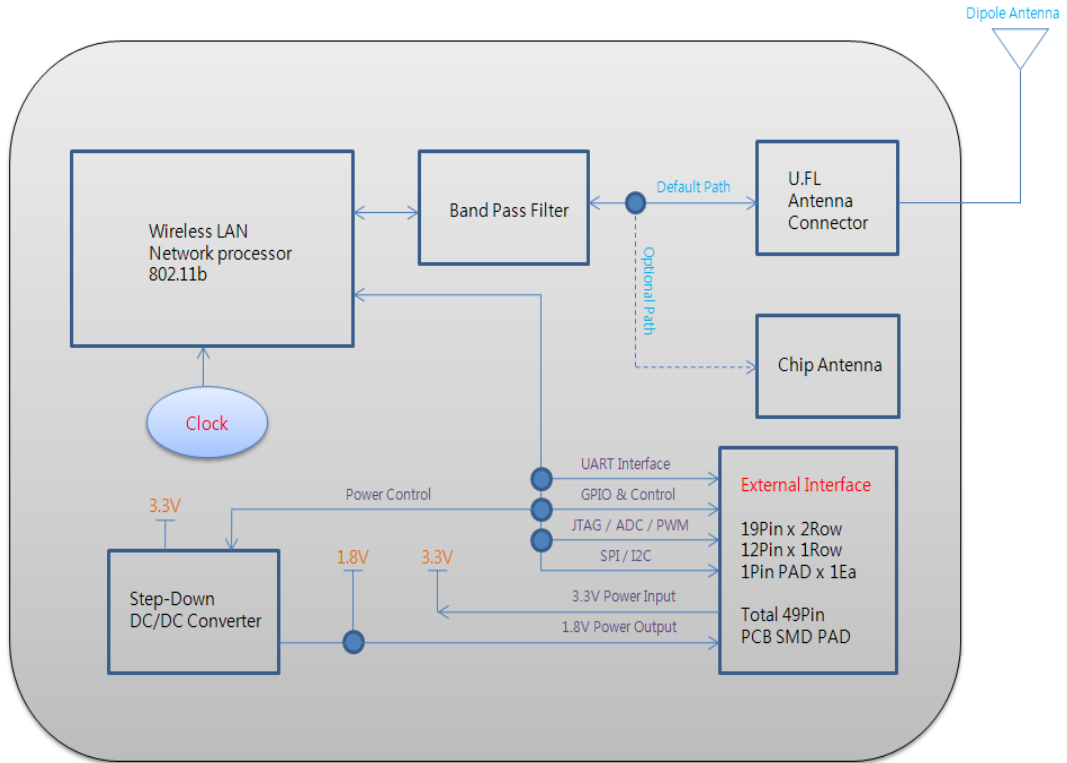 Dipole Antenna
Wireless LAN
Network processor
802.11b
Band Pass Filter
Default Path
U.FL
Antenna
Connector
Optional Path
Chip Antenna
Clock
UART Interface
GPIO & Control
JTAG / ADC / PWM
SPI / I2C
3.3V Power Input
1.8V Power Output
Power Control
3.3V
1.8V
3.3V
Step-Down
DC/DC Converter
External Interface
19Pin x 2Row
12Pin x 1Row
1Pin PAD x 1Ea
Total 49Pin
PCB SMD PAD